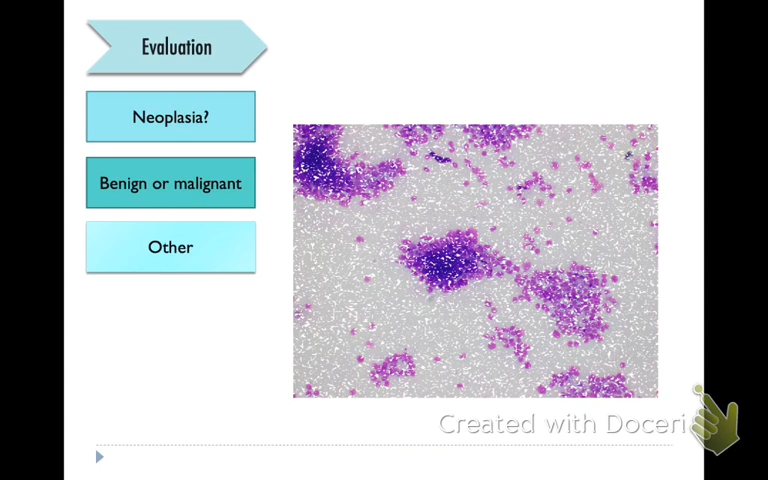 Evaluation
Neoplasia?
Benign or malignant
Other
Created with Doceri